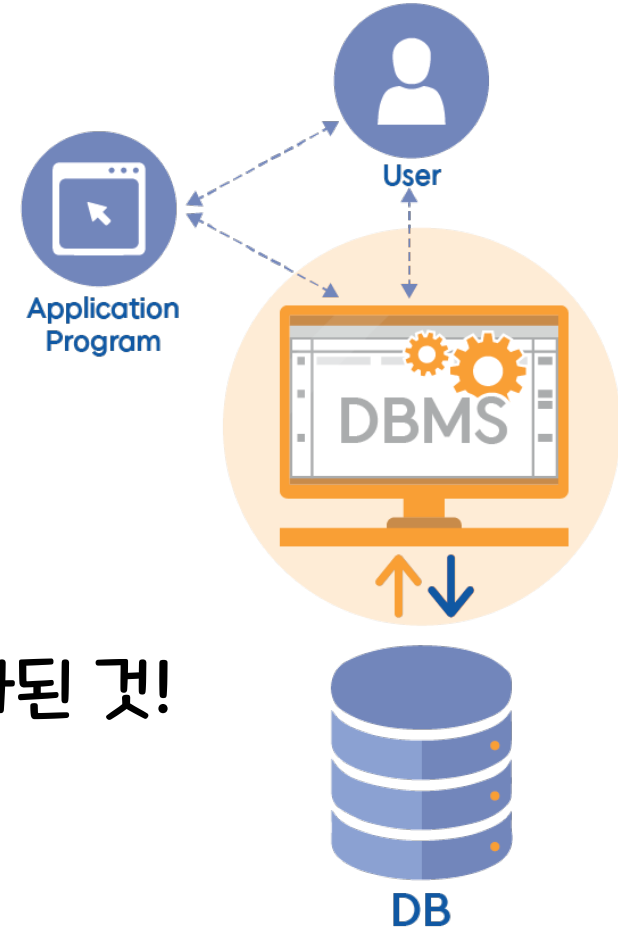 User
Application
Program
DBMS
된 것!
DB